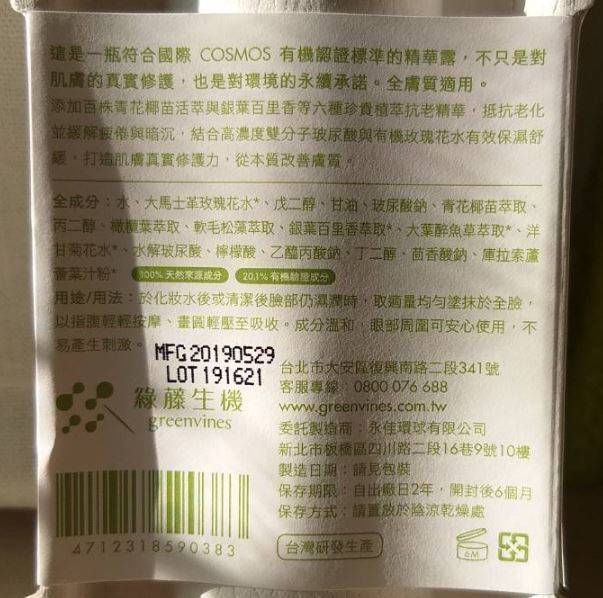 這是一瓶符合國際 COSMOS 有機認證標準的精華露，不只是對
肌膚的真實修護，也是對環境的永續承諾。全膚質適用。
添加百株青花椰苗活萃與銀葉百里香等六種珍貴植萃抗老精華，抵抗老化
並緩解疲倦與暗沉，結合高濃度雙分子玻尿酸與有機玫瑰花水有效保濕舒
緩，打造肌膚真實修護力，從本質改善膚質。
全成分：水、大馬士革玫瑰花水*、戊二醇、甘油、玻尿酸鈉、青花椰苗萃取、
丙二醇、橄欖葉萃取、軟毛松藻萃取、銀葉百里香萃取*、大葉醉魚草萃取*、洋
甘菊花水*、水解玻尿酸、檸檬酸、乙醯丙酸鈉、丁二醇、茴香酸鈉、庫拉索蘆
薈葉汁粉* 100% 天然來源成分 20.1% 有機驗證成分
用途/用法：於化妝水後或清潔後臉部仍濕潤時，取適量均勻塗抹於全臉，
以指腹輕輕按摩、畫圓輕壓至吸收。成分溫和，眼部周圍可安心使用，不
易產生刺激。
MFG 20190529
LOT 191621
綠藤生機
greenvines
台北市大安區復興南路二段341號
客服專線：0800 076 688
www.greenvines.com.tw
委託製造商：永佳環球有限公司
新北市板橋區四川路二段16巷9號10樓
製造日期：請見包裝
保存期限：自出廠日2年，開封後6個月
保存方式：請置放於陰涼乾燥處
4712318590383
台灣研發生產
6M